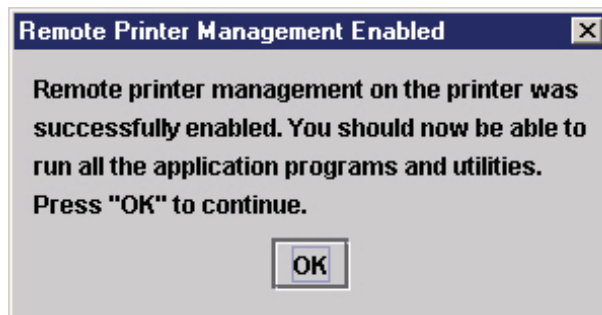 Remote Printer Management Enabled
Remote printer management on the printer was
successfully enabled. You should now be able to
run all the application programs and utilities.
Press "OK" to continue.
OK